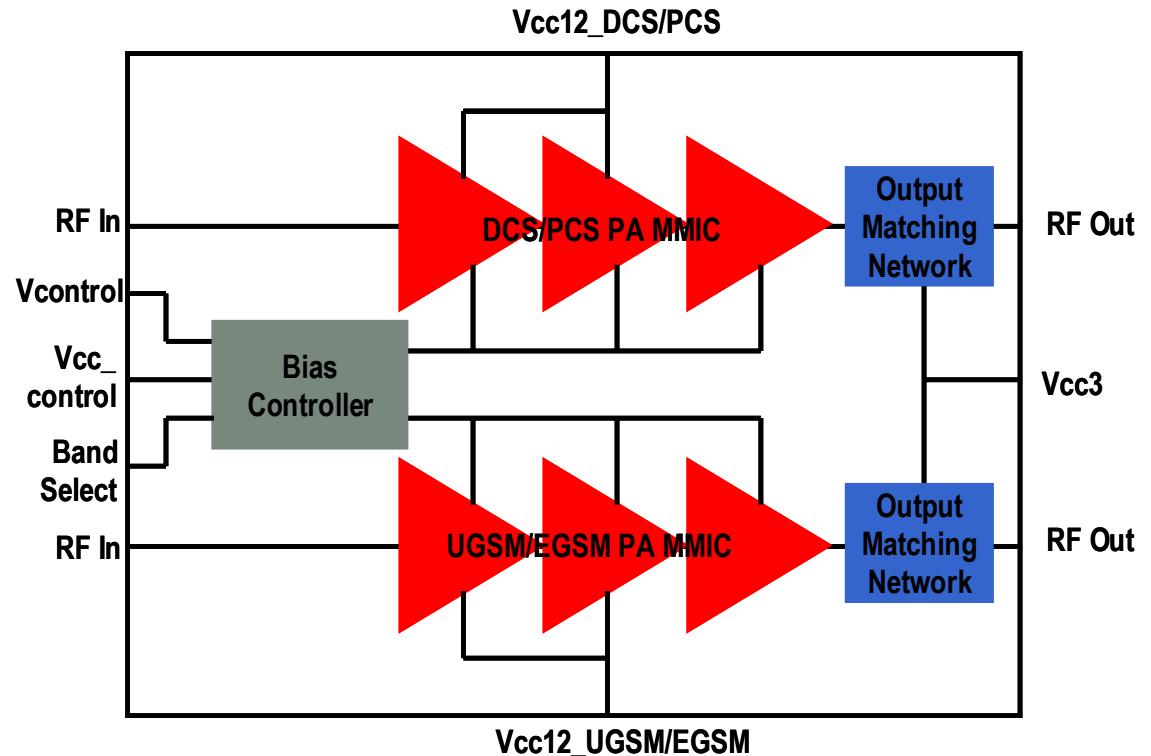 Vcc12_DCS/PCS
RF In
DCS/PCS PA MMIC
Output
Matching
Network
RF Out
Vcontrol
Vcc_
control
Bias
Controller
Vcc3
Band
Select
RF In
UGSM/EGSM PA MMIC
Output
Matching
Network
RF Out
Vcc12_UGSM/EGSM